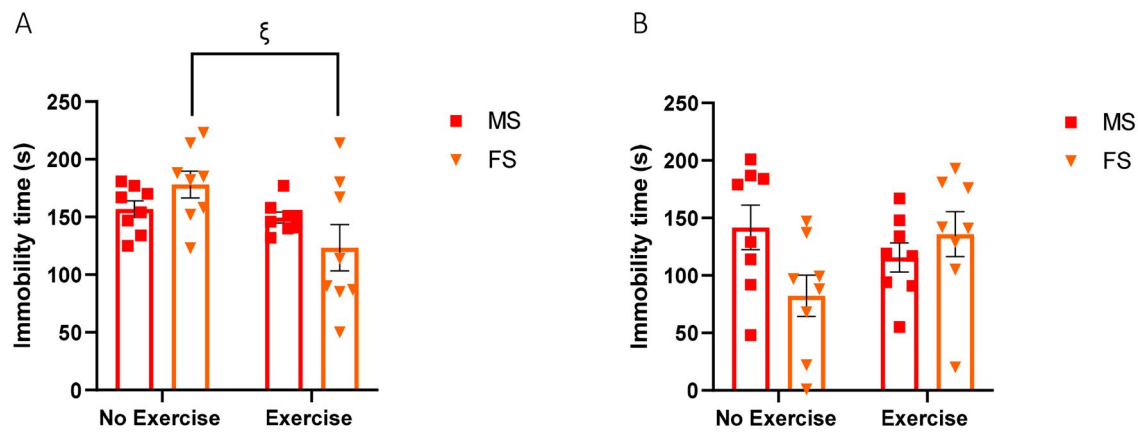 A
ξ
Immobility time (s)
250
200
150
100
50
0
No Exercise
Exercise
MS
FS
B
Immobility time (s)
250
200
150
100
50
0
No Exercise
Exercise
MS
FS